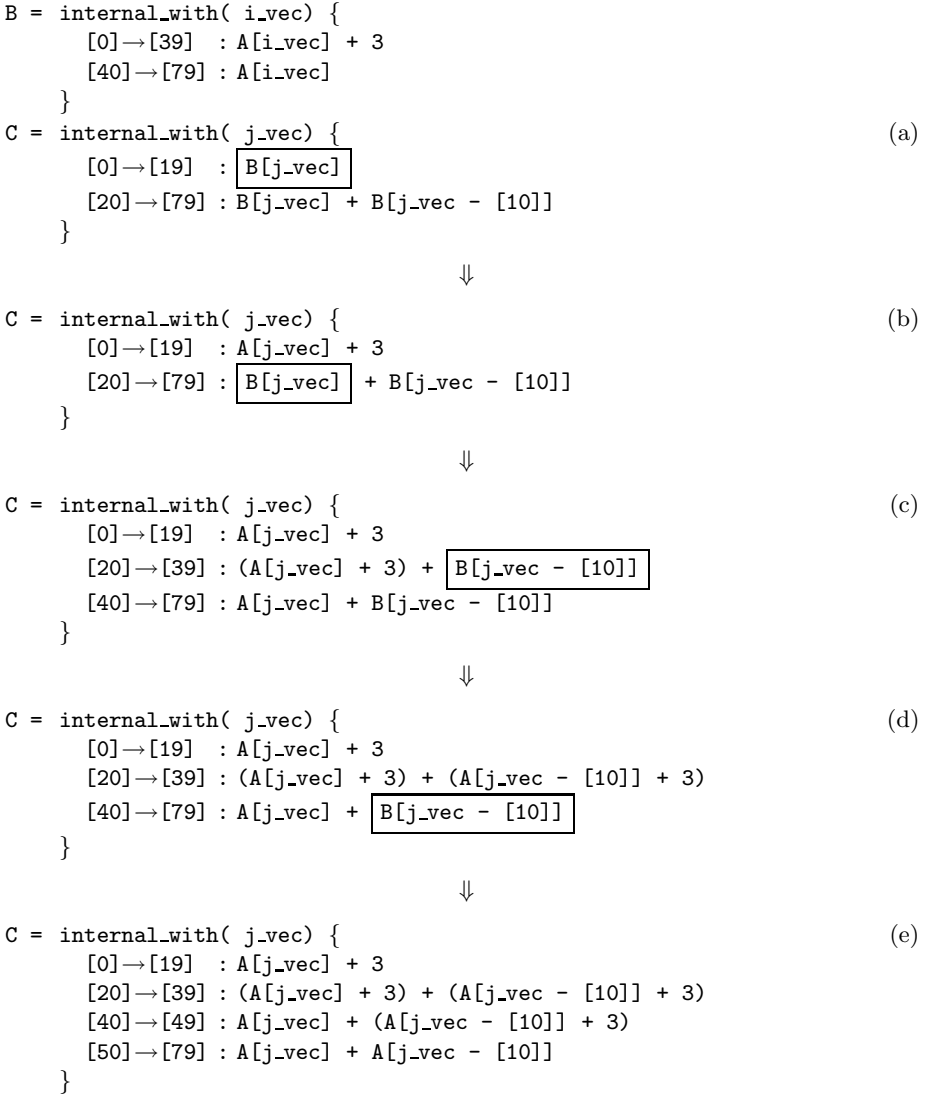 B = internal_with( i_vec) {
[0]→[39] : A[i_vec] + 3
[40]→[79] : A[i_vec]
}
C = internal_with( j_vec) { (a)
[0]→[19] : B[j_vec]
[20]→[79] : B[j_vec] + B[j_vec - [10]]
}
⇓
C = internal_with( j_vec) { (b)
[0]→[19] : A[j_vec] + 3
[20]→[79] : B[j_vec] + B[j_vec - [10]]
}
⇓
C = internal_with( j_vec) { (c)
[0]→[19] : A[j_vec] + 3
[20]→[39] : (A[j_vec] + 3) + B[j_vec - [10]]
[40]→[79] : A[j_vec] + B[j_vec - [10]]
}
⇓
C = internal_with( j_vec) { (d)
[0]→[19] : A[j_vec] + 3
[20]→[39] : (A[j_vec] + 3) + (A[j_vec - [10]] + 3)
[40]→[79] : A[j_vec] + B[j_vec - [10]]
}
⇓
C = internal_with( j_vec) { (e)
[0]→[19] : A[j_vec] + 3
[20]→[39] : (A[j_vec] + 3) + (A[j_vec - [10]] + 3)
[40]→[49] : A[j_vec] + (A[j_vec - [10]] + 3)
[50]→[79] : A[j_vec] + A[j_vec - [10]]
}